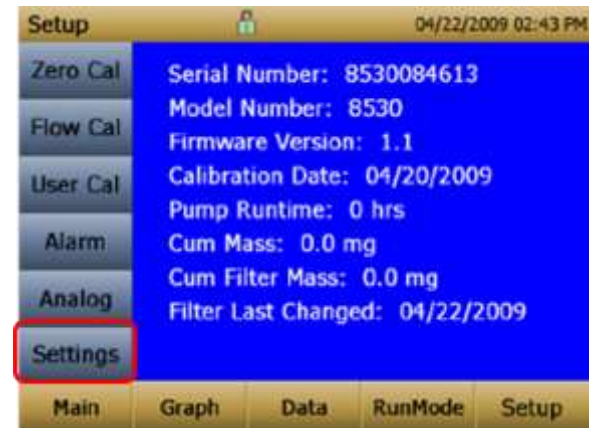 Setup 04/22/2009 02:43 PM
Zero Cal
Flow Cal
User Cal
Alarm
Analog
Settings
Serial Number: 8530084613
Model Number: 8530
Firmware Version: 1.1
Calibration Date: 04/20/2009
Pump Runtime: 0 hrs
Cum Mass: 0.0 mg
Cum Filter Mass: 0.0 mg
Filter Last Changed: 04/22/2009
Main Graph Data RunMode Setup